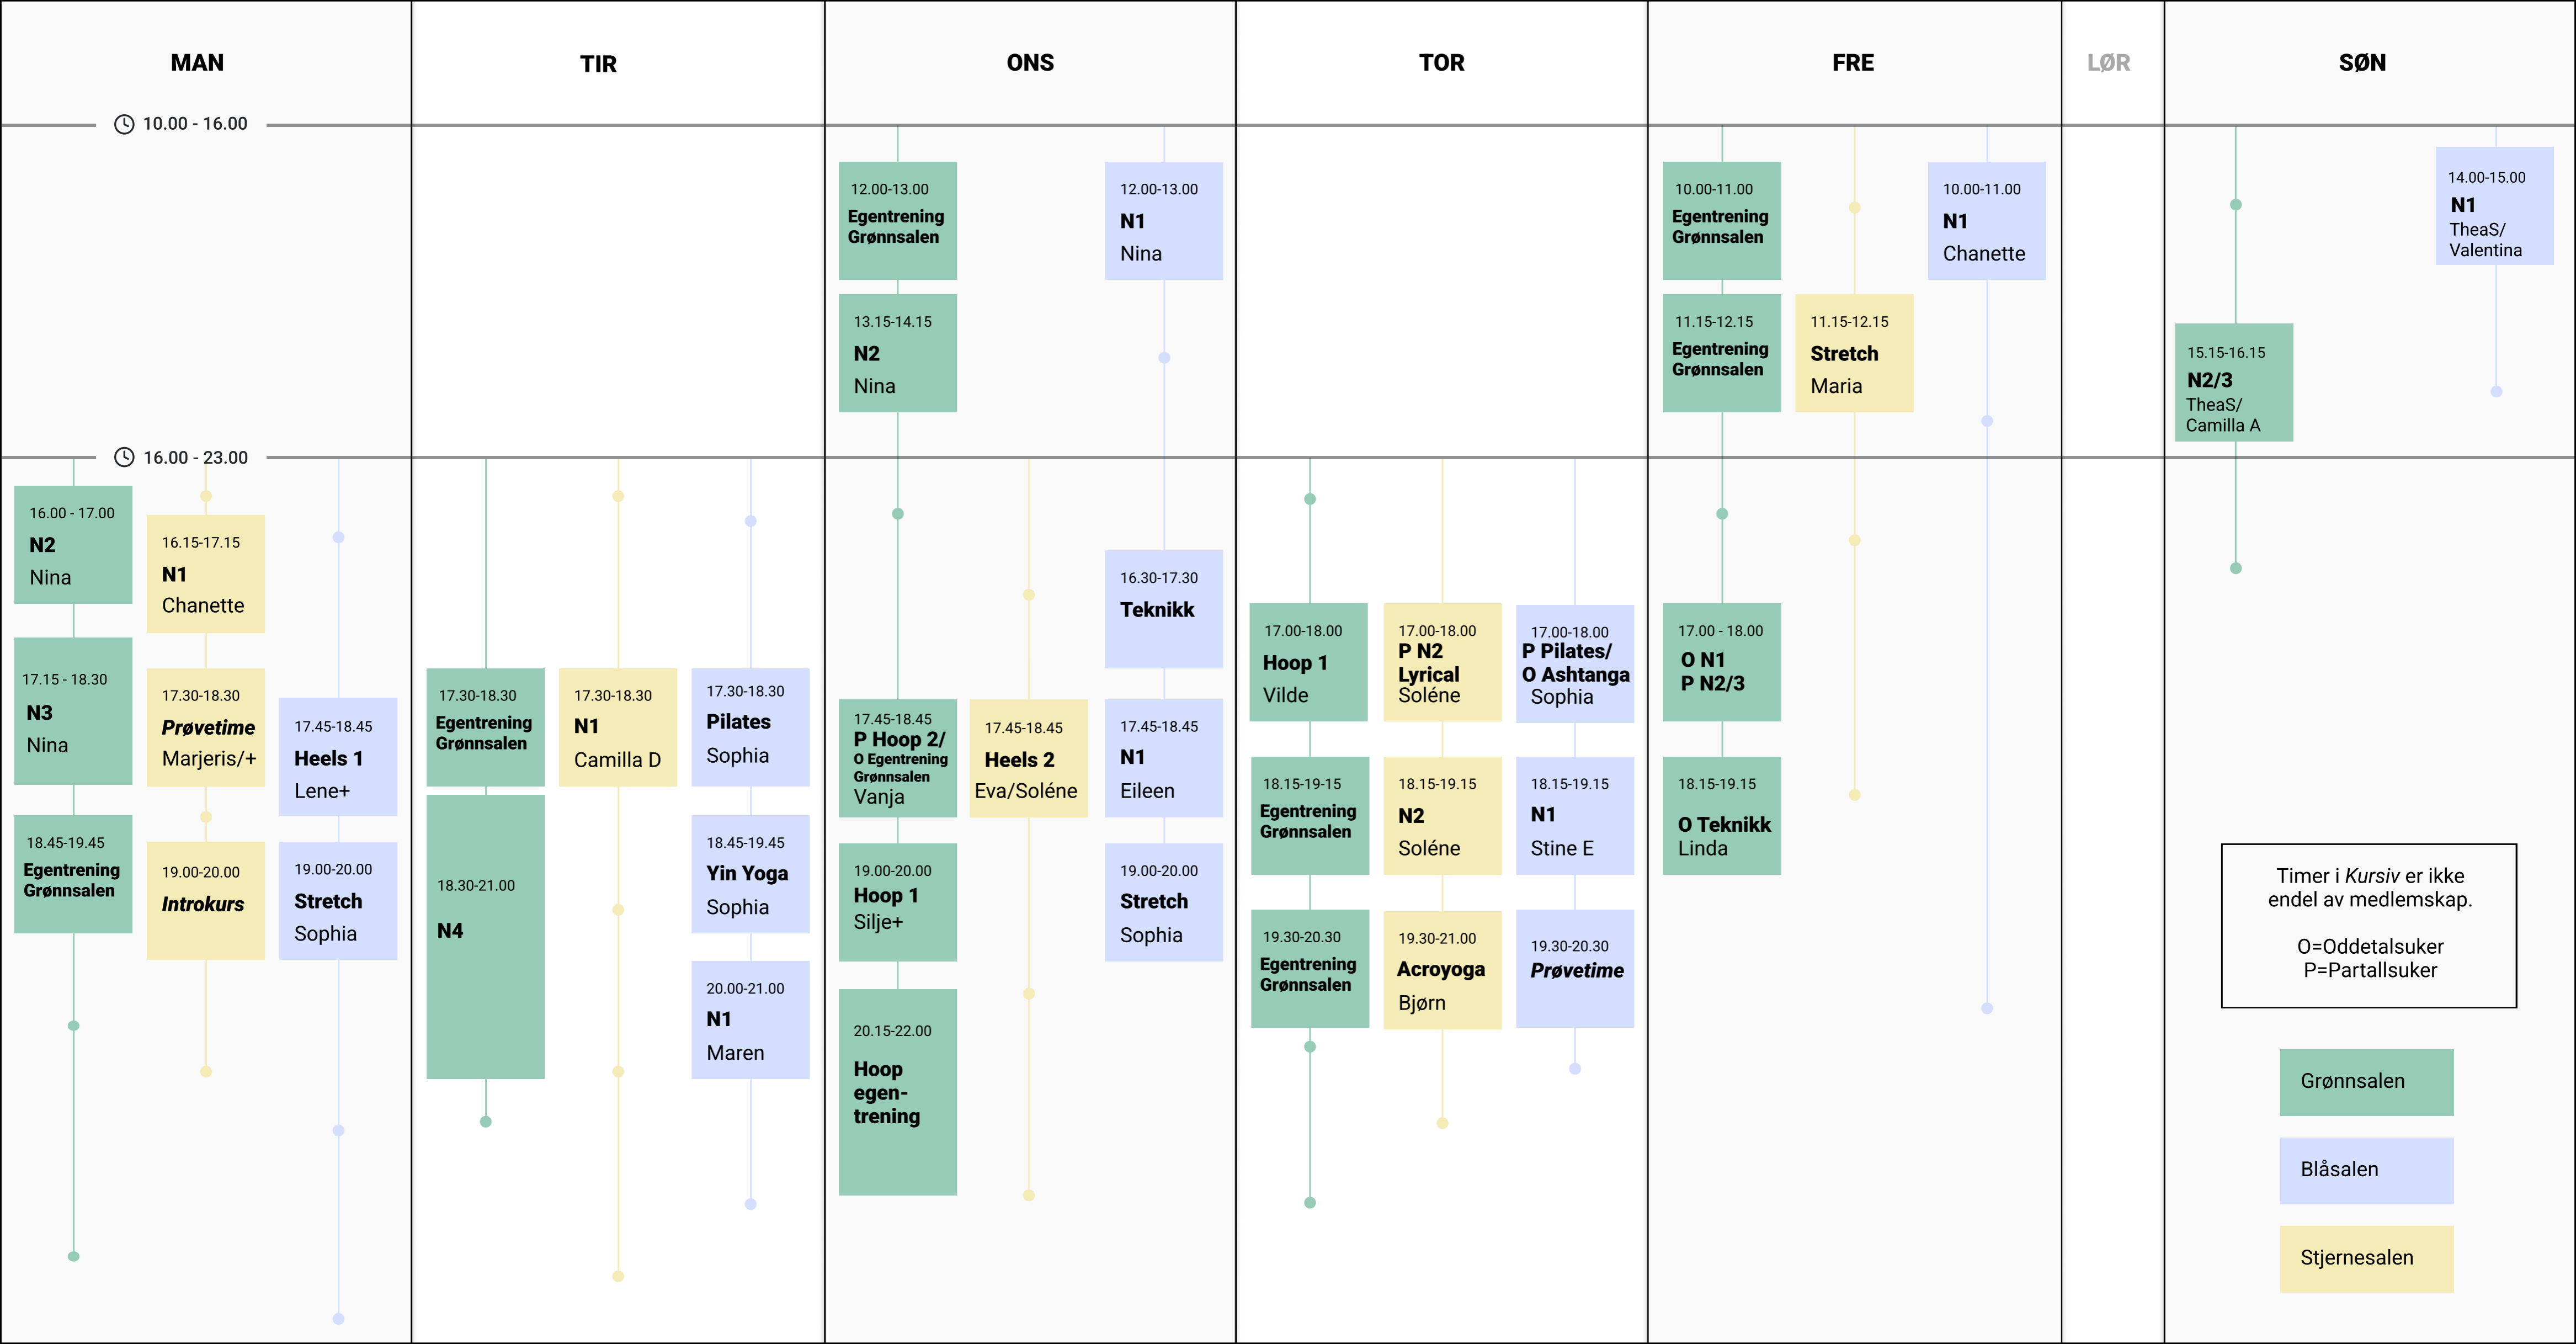 MAN
TIR
ONS
TOR
FRE
LØR
SØN
10.00 - 16.00
16.00 - 23.00
16.00 - 17.00
N2
Nina
17.15 - 18.30
N3
Nina
18.45-19.45
Egentrening
Grønnsalen
16.15-17.15
N1
Chanette
17.30-18.30
Prøvetime
Marjeris/+
19.00-20.00
Introkurs
17.45-18.45
Heels 1
Lene+
19.00-20.00
Stretch
Sophia
17.30-18.30
Egentrening
Grønnsalen
18.30-21.00
N4
17.30-18.30
N1
Camilla D
17.30-18.30
Pilates
Sophia
18.45-19.45
Yin Yoga
Sophia
20.00-21.00
N1
Maren
12.00-13.00
Egentrening
Grønnsalen
13.15-14.15
N2
Nina
17.45-18.45
P Hoop 2/
O Egentrening
Grønnsalen
Vanja
19.00-20.00
Hoop 1
Silje+
20.15-22.00
Hoop
egen-
trening
17.45-18.45
Heels 2
Eva/Soléne
12.00-13.00
N1
Nina
16.30-17.30
Teknikk
17.45-18.45
N1
Eileen
19.00-20.00
Stretch
Sophia
17.00-18.00
Hoop 1
Vilde
18.15-19-15
Egentrening
Grønnsalen
19.30-20.30
Egentrening
Grønnsalen
17.00-18.00
P N2
Lyrical
Soléne
18.15-19.15
N2
Soléne
19.30-21.00
Acroyoga
Bjørn
17.00-18.00
P Pilates/
O Ashtanga
Sophia
18.15-19.15
N1
Stine E
19.30-20.30
Prøvetime
10.00-11.00
Egentrening
Grønnsalen
11.15-12.15
Egentrening
Grønnsalen
17.00 - 18.00
O N1
P N2/3
18.15-19.15
O Teknikk
Linda
11.15-12.15
Stretch
Maria
10.00-11.00
N1
Chanette
15.15-16.15
N2/3
TheaS/
Camilla A
14.00-15.00
N1
TheaS/
Valentina
Timer i Kursiv er ikke
endel av medlemskap.
O=Oddetalsuker
P=Partallsuker
Grønnsalen
Blåsalen
Stjernesalen